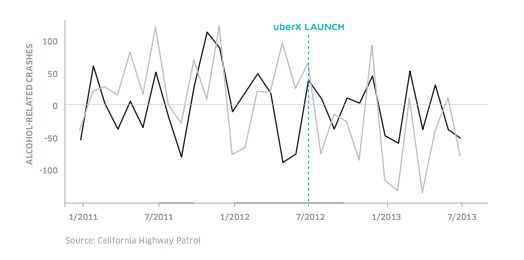 uberX LAUNCH
ALCOHOL-RELATED CRASHES
100
50
0
-50
-100
1/2011 7/2011 1/2012 7/2012 1/2013 7/2013
Source: California Highway Patrol